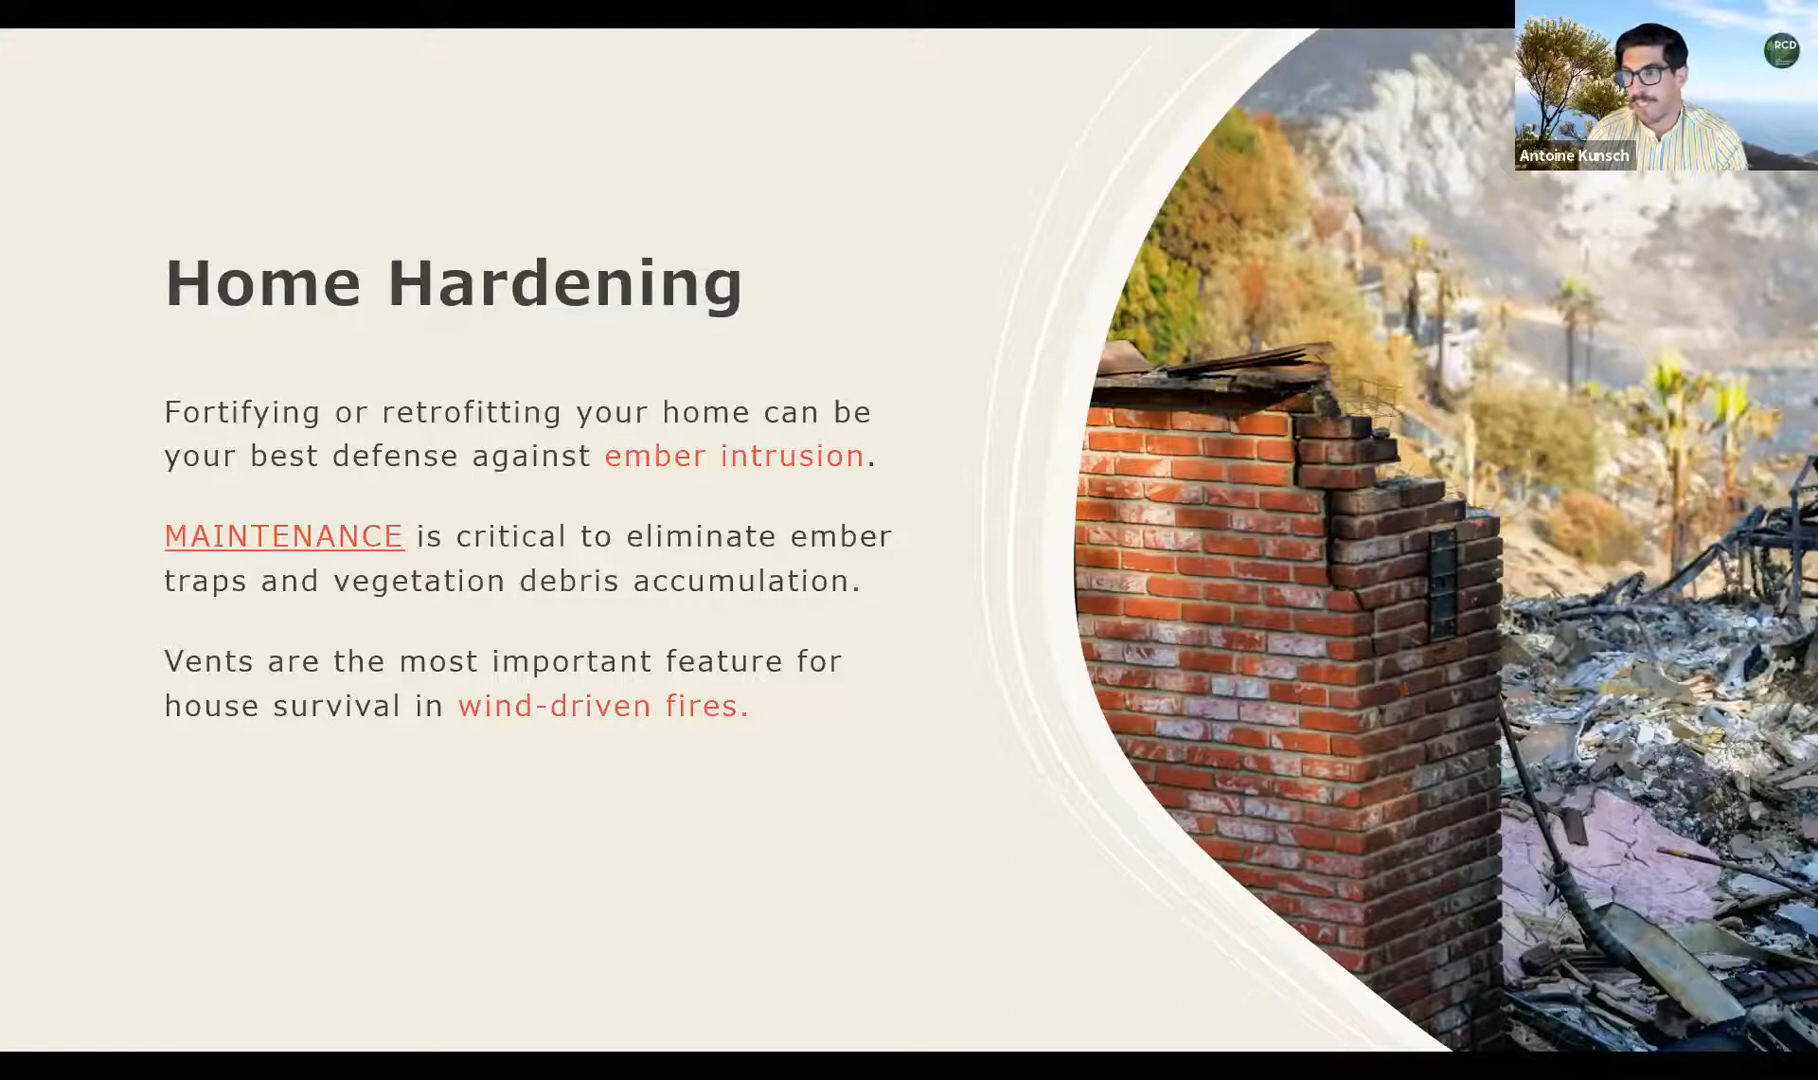 RCD
Antoine Kunsch
Home Hardening
Fortifying or retrofitting your home can be
your best defense against ember intrusion.
MAINTENANCE is critical to eliminate ember
traps and vegetation debris accumulation.
Vents are the most important feature for
house survival in wind-driven fires.